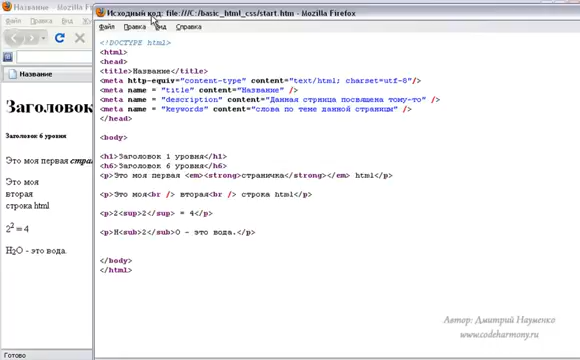 Название - Mozilla Firefox
Исходный код: file:///C:/basic_html_css/start.htm - Mozilla Firefox
Файл Правка
Файл Правка Вид Справка
Название
Заголовок
Заголовок 6 уровня
Это моя первая
Это моя
вторая
строка html
2² = 4
H₂O - это вода.
Готово
<!DOCTYPE html>
<html>
<head>
<title>Название</title>
<meta http-equiv="content-type" content="text/html; charset=utf-8"/>
<meta name = "title" content="Название" />
<meta name = "description" content="Данная стрница посвящена тому-то" />
<meta name = "keywords" content="слова по теме данной страницы" />
</head>
<body>
<h1>Заголовок 1 уровня</h1>
<h6>Заголовок 6 уровня</h6>
<p>Это моя первая <em><strong>страничка</strong></em> html</p>
<p>Это моя<br /> вторая<br /> строка html</p>
<p>2<sup>2</sup> = 4</p>
<p>H<sub>2</sub>O - это вода.</p>
</body>
</html>
Автор: Дмитрий Науменко
www.codeharmony.ru